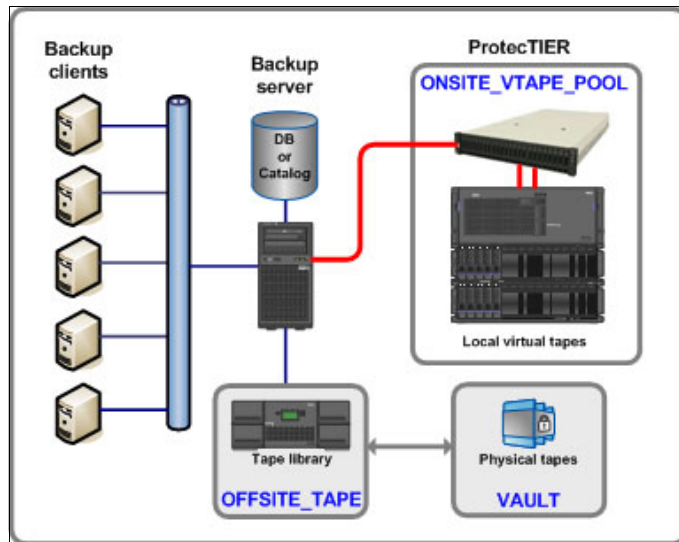 Backup
clients
Backup
server
DB
or
Catalog
ProtecTIER
ONSITE_VTAPE_POOL
Local virtual tapes
Tape library
OFFSITE_TAPE
Physical tapes
VAULT